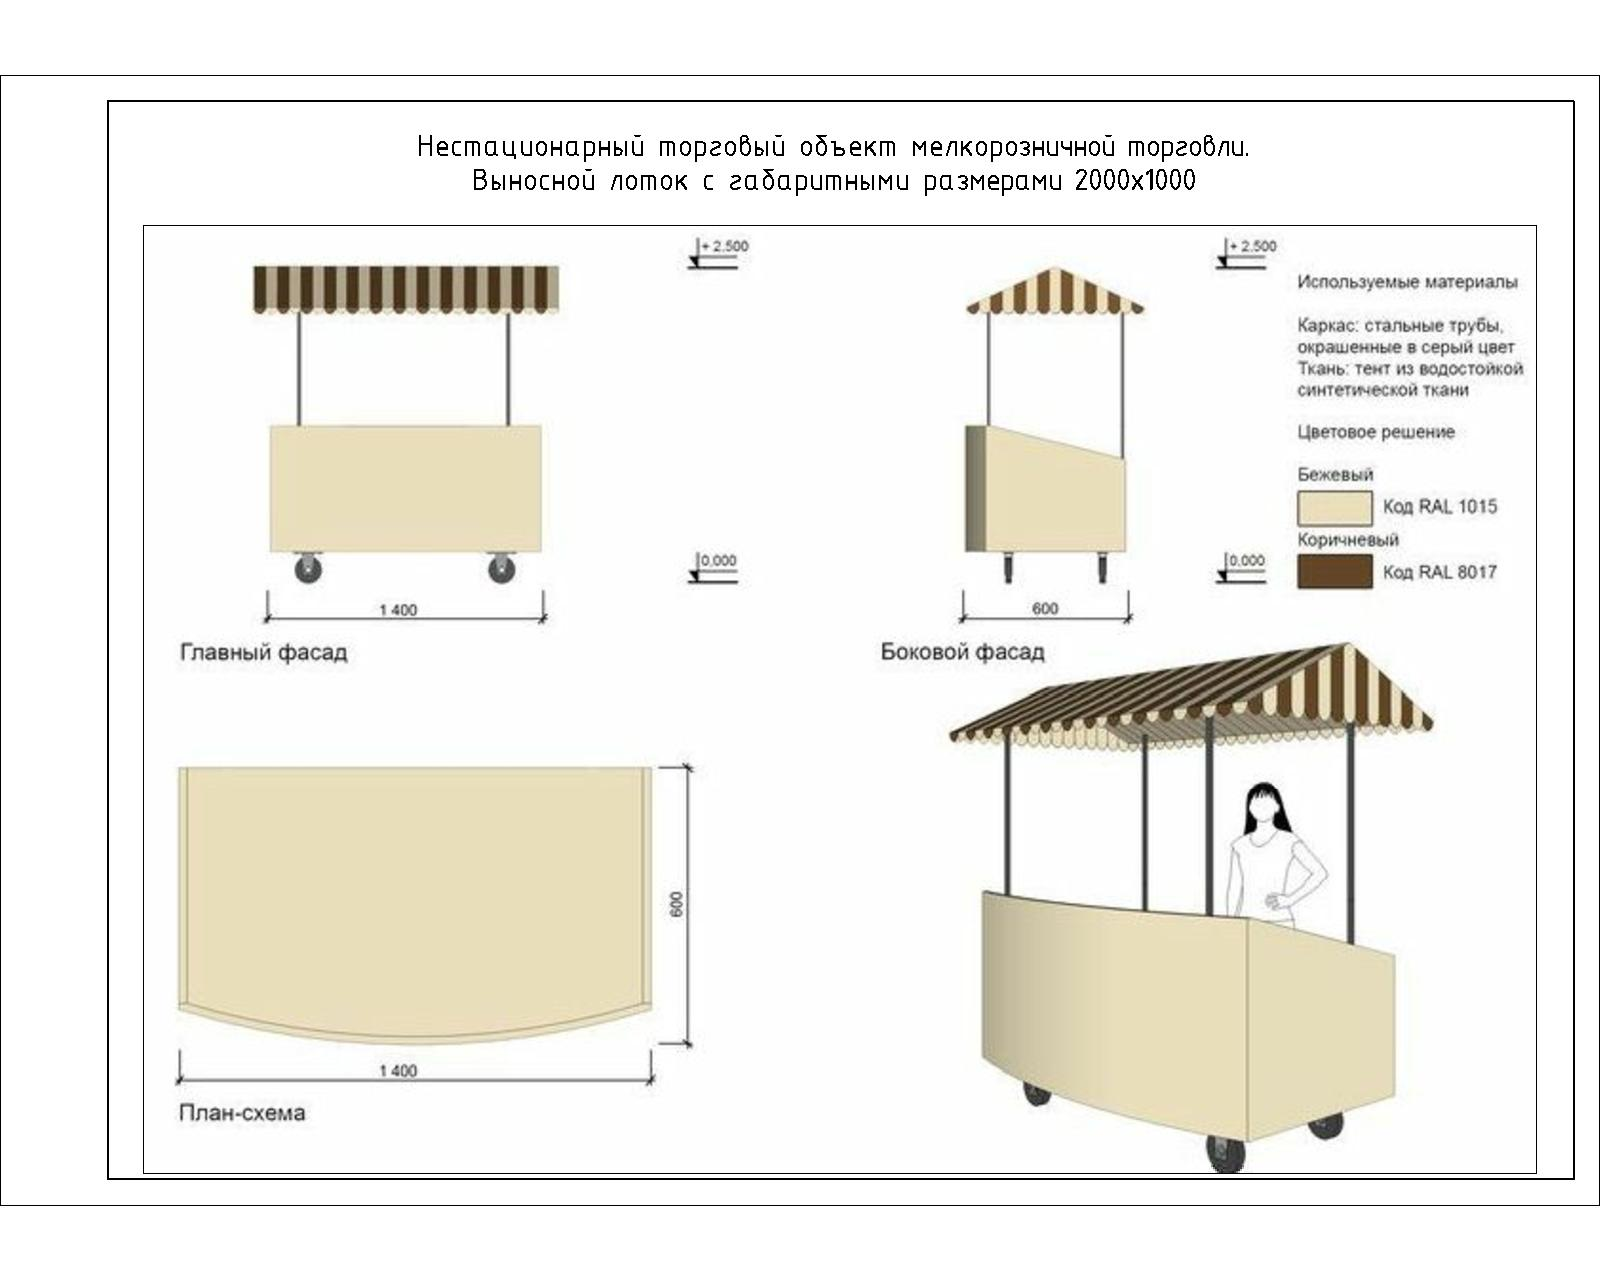 Нестационарный торговый объект мелкорозничной торговли.
Выносной лоток с габаритными размерами 2000х1000
+ 2.500
+ 2.500
Используемые материалы
Каркас: стальные трубы,
окрашенные в серый цвет
Ткань: тент из водостойкой
синтетической ткани
Цветовое решение
Бежевый
Код RAL 1015
Коричневый
Код RAL 8017
0,000
0,000
1 400
600
Главный фасад
Боковой фасад
600
1 400
План-схема